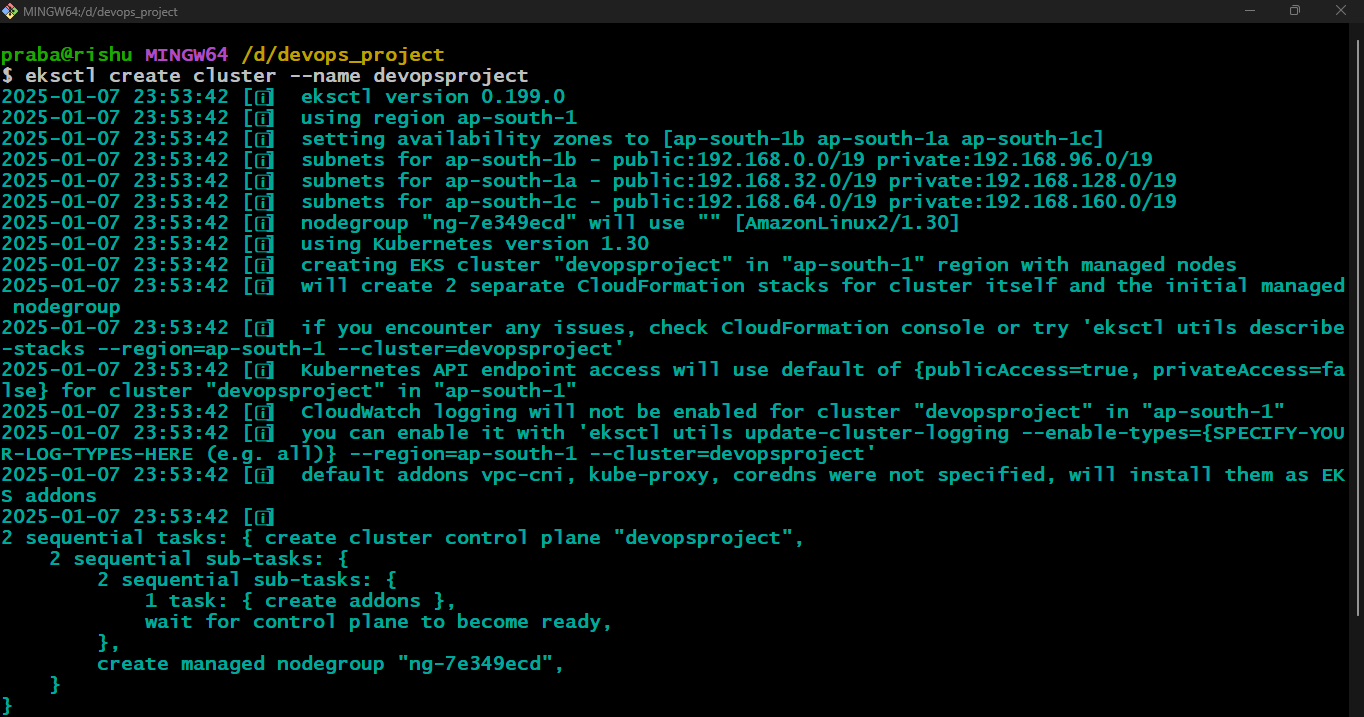 MINGW64:/d/devops_project
praba@rishu MINGW64 /d/devops_project
$ eksctl create cluster --name devopsproject
2025-01-07 23:53:42 [ℹ]  eksctl version 0.199.0
2025-01-07 23:53:42 [ℹ]  using region ap-south-1
2025-01-07 23:53:42 [ℹ]  setting availability zones to [ap-south-1b ap-south-1a ap-south-1c]
2025-01-07 23:53:42 [ℹ]  subnets for ap-south-1b - public:192.168.0.0/19 private:192.168.96.0/19
2025-01-07 23:53:42 [ℹ]  subnets for ap-south-1a - public:192.168.32.0/19 private:192.168.128.0/19
2025-01-07 23:53:42 [ℹ]  subnets for ap-south-1c - public:192.168.64.0/19 private:192.168.160.0/19
2025-01-07 23:53:42 [ℹ]  nodegroup "ng-7e349ecd" will use "" [AmazonLinux2/1.30]
2025-01-07 23:53:42 [ℹ]  using Kubernetes version 1.30
2025-01-07 23:53:42 [ℹ]  creating EKS cluster "devopsproject" in "ap-south-1" region with managed nodes
2025-01-07 23:53:42 [ℹ]  will create 2 separate CloudFormation stacks for cluster itself and the initial managed
 nodegroup
2025-01-07 23:53:42 [ℹ]  if you encounter any issues, check CloudFormation console or try 'eksctl utils describe
-stacks --region=ap-south-1 --cluster=devopsproject'
2025-01-07 23:53:42 [ℹ]  Kubernetes API endpoint access will use default of {publicAccess=true, privateAccess=fa
lse} for cluster "devopsproject" in "ap-south-1"
2025-01-07 23:53:42 [ℹ]  CloudWatch logging will not be enabled for cluster "devopsproject" in "ap-south-1"
2025-01-07 23:53:42 [ℹ]  you can enable it with 'eksctl utils update-cluster-logging --enable-types={SPECIFY-YOU
R-LOG-TYPES-HERE (e.g. all)} --region=ap-south-1 --cluster=devopsproject'
2025-01-07 23:53:42 [ℹ]  default addons vpc-cni, kube-proxy, coredns were not specified, will install them as EK
S addons
2025-01-07 23:53:42 [ℹ]
2 sequential tasks: { create cluster control plane "devopsproject",
    2 sequential sub-tasks: {
        2 sequential sub-tasks: {
            1 task: { create addons },
            wait for control plane to become ready,
        },
        create managed nodegroup "ng-7e349ecd",
    }
}